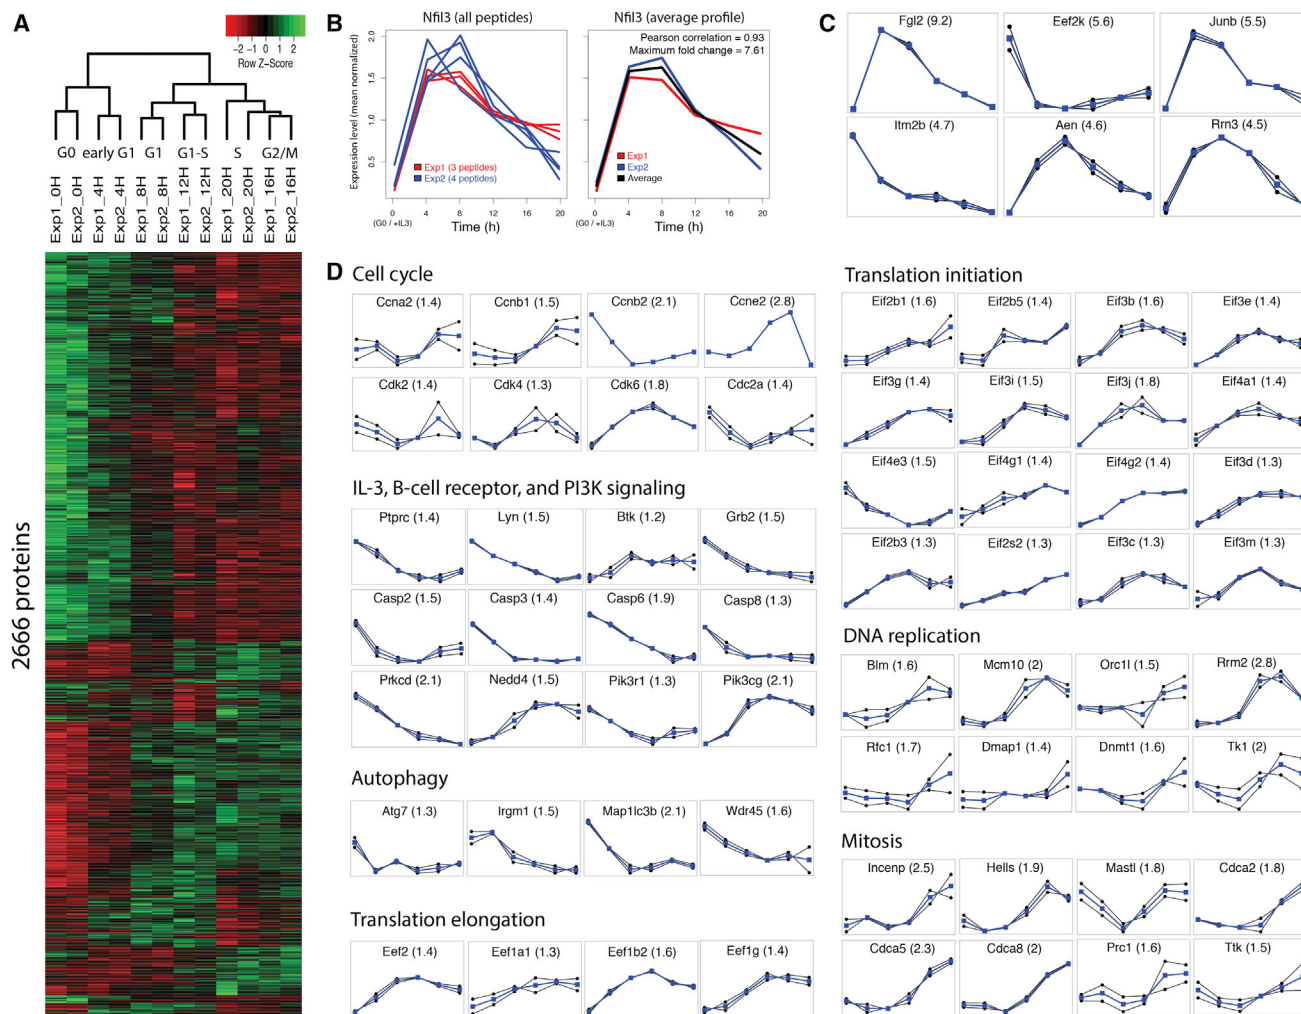 A
−2 −1 0 1 2
Row Z−Score
G0 early G1 G1 G1-S S G2/M
Exp1_0H
Exp2_0H
Exp1_4H
Exp2_4H
Exp1_8H
Exp2_8H
Exp1_12H
Exp2_12H
Exp1_20H
Exp2_20H
Exp1_16H
Exp2_16H
2666 proteins
B
Nfil3 (all peptides)
Expression level (mean normalized)
2.0
1.5
1.0
0.5
Exp1 (3 peptides)
Exp2 (4 peptides)
0 4 8 12 16 20
(G0 / +IL3)
Time (h)
Nfil3 (average profile)
Pearson correlation = 0.93
Maximum fold change = 7.61
Exp1
Exp2
Average
0 4 8 12 16 20
(G0 / +IL3)
Time (h)
C
Fgl2 (9.2) Eef2k (5.6) Junb (5.5)
Itm2b (4.7) Aen (4.6) Rrn3 (4.5)
D
Cell cycle
Ccna2 (1.4) Ccnb1 (1.5) Ccnb2 (2.1) Ccne2 (2.8)
Cdk2 (1.4) Cdk4 (1.3) Cdk6 (1.8) Cdc2a (1.4)
IL-3, B-cell receptor, and PI3K signaling
Ptprc (1.4) Lyn (1.5) Btk (1.2) Grb2 (1.5)
Casp2 (1.5) Casp3 (1.4) Casp6 (1.9) Casp8 (1.3)
Prkcd (2.1) Nedd4 (1.5) Pik3r1 (1.3) Pik3cg (2.1)
Autophagy
Atg7 (1.3) Irgm1 (1.5) Map1lc3b (2.1) Wdr45 (1.6)
Translation elongation
Eef2 (1.4) Eef1a1 (1.3) Eef1b2 (1.6) Eef1g (1.4)
Translation initiation
Eif2b1 (1.6) Eif2b5 (1.4) Eif3b (1.6) Eif3e (1.4)
Eif3g (1.4) Eif3i (1.5) Eif3j (1.8) Eif4a1 (1.4)
Eif4e3 (1.5) Eif4g1 (1.4) Eif4g2 (1.4) Eif3d (1.3)
Eif2b3 (1.3) Eif2s2 (1.3) Eif3c (1.3) Eif3m (1.3)
DNA replication
Blm (1.6) Mcm10 (2) Orc1l (1.5) Rrm2 (2.8)
Rfc1 (1.7) Dmap1 (1.4) Dnmt1 (1.6) Tk1 (2)
Mitosis
Incenp (2.5) Hells (1.9) Mastl (1.8) Cdca2 (1.8)
Cdca5 (2.3) Cdca8 (2) Prc1 (1.6) Ttk (1.5)